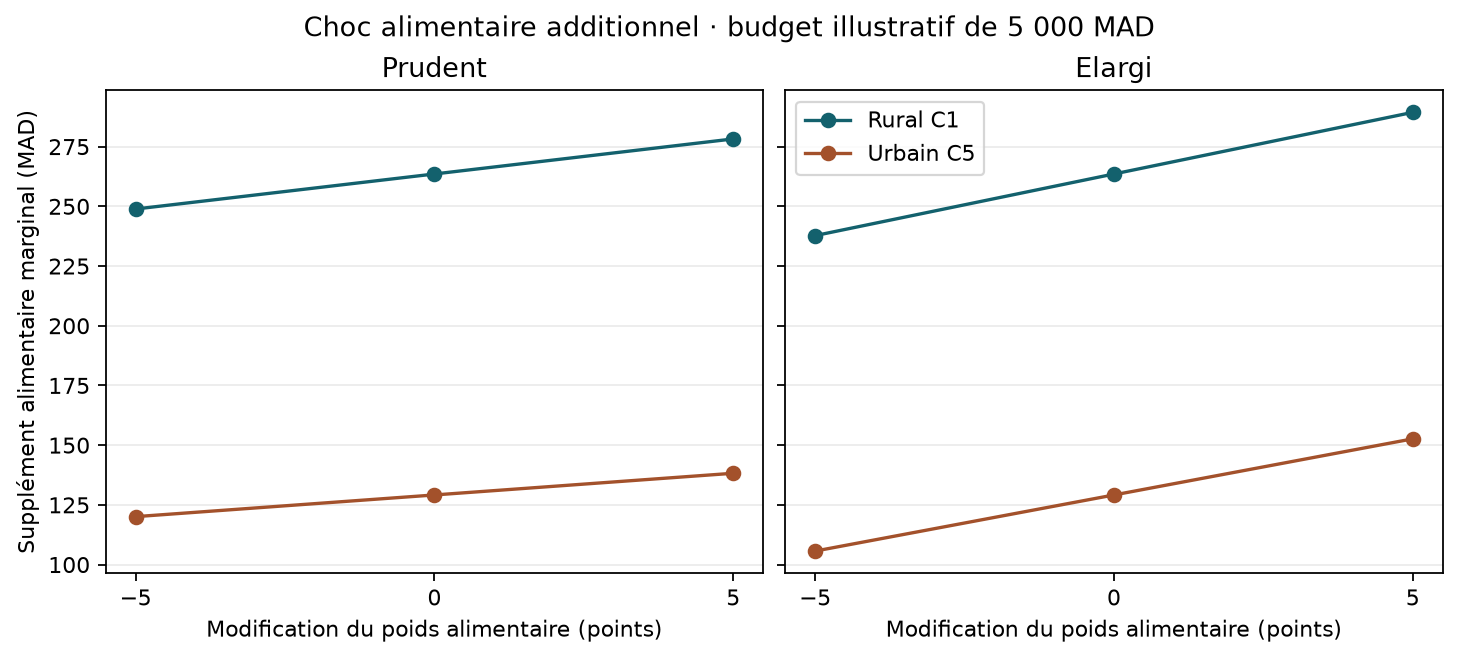 Choc alimentaire additionnel · budget illustratif de 5 000 MAD
Prudent
Elargi
Supplément alimentaire marginal (MAD)
275
250
225
200
175
150
125
100
−5
0
5
Modification du poids alimentaire (points)
Rural C1
Urbain C5
−5
0
5
Modification du poids alimentaire (points)